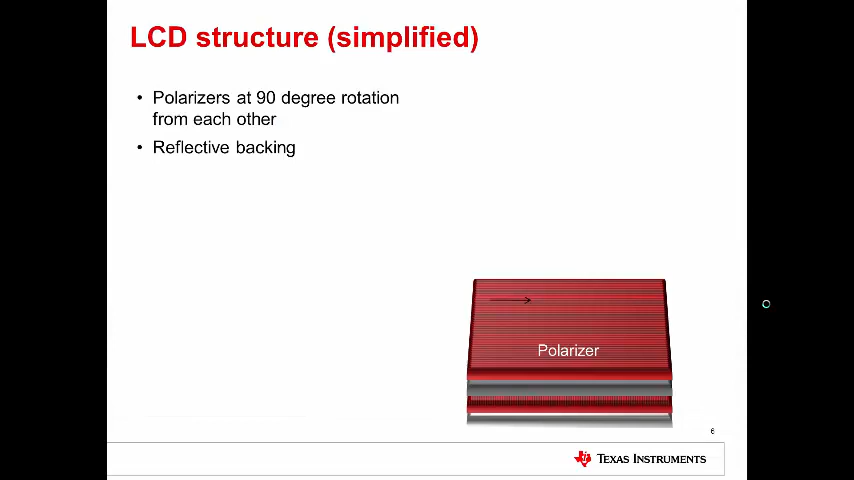 LCD structure (simplified)
• Polarizers at 90 degree rotation
from each other
• Reflective backing
Polarizer
6
TEXAS INSTRUMENTS